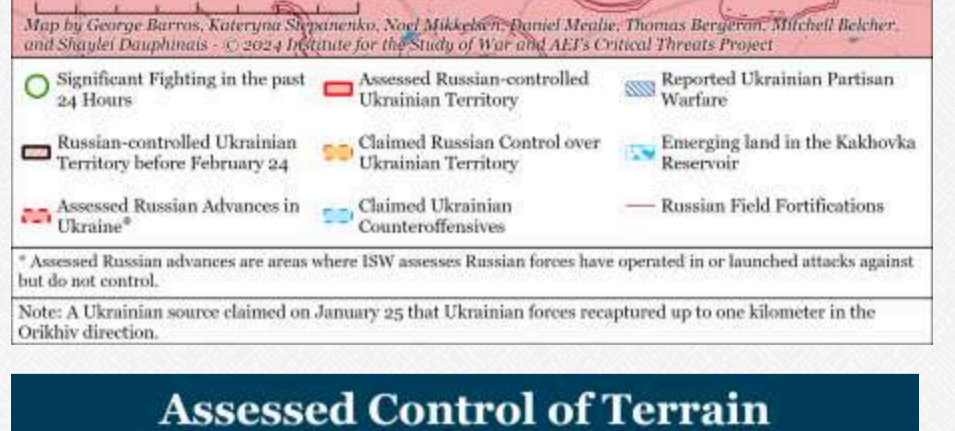 Map by George Barros, Kateryna Stepanenko, Noel Mikkelsen, Daniel Mealie, Thomas Bergeron, Mitchell Belcher,
and Shaylei Dauphinais - © 2024 Institute for the Study of War and AEI's Critical Threats Project
Significant Fighting in the past
24 Hours
Assessed Russian-controlled
Ukrainian Territory
Reported Ukrainian Partisan
Warfare
Russian-controlled Ukrainian
Territory before February 24
Claimed Russian Control over
Ukrainian Territory
Emerging land in the Kakhovka
Reservoir
Assessed Russian Advances in
Ukraine*
Claimed Ukrainian
Counteroffensives
Russian Field Fortifications
* Assessed Russian advances are areas where ISW assesses Russian forces have operated in or launched attacks against
but do not control.
Note: A Ukrainian source claimed on January 25 that Ukrainian forces recaptured up to one kilometer in the
Orikhiv direction.
Assessed Control of Terrain